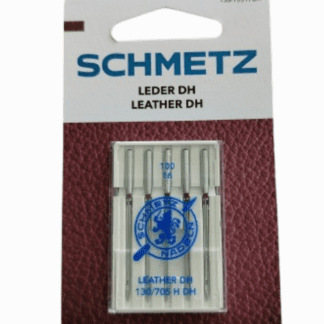 SCHMETZ
LEDER DH
LEATHER DH
100
16
SCHMETZ
NADELN
LEATHER DH
130/705 H DH